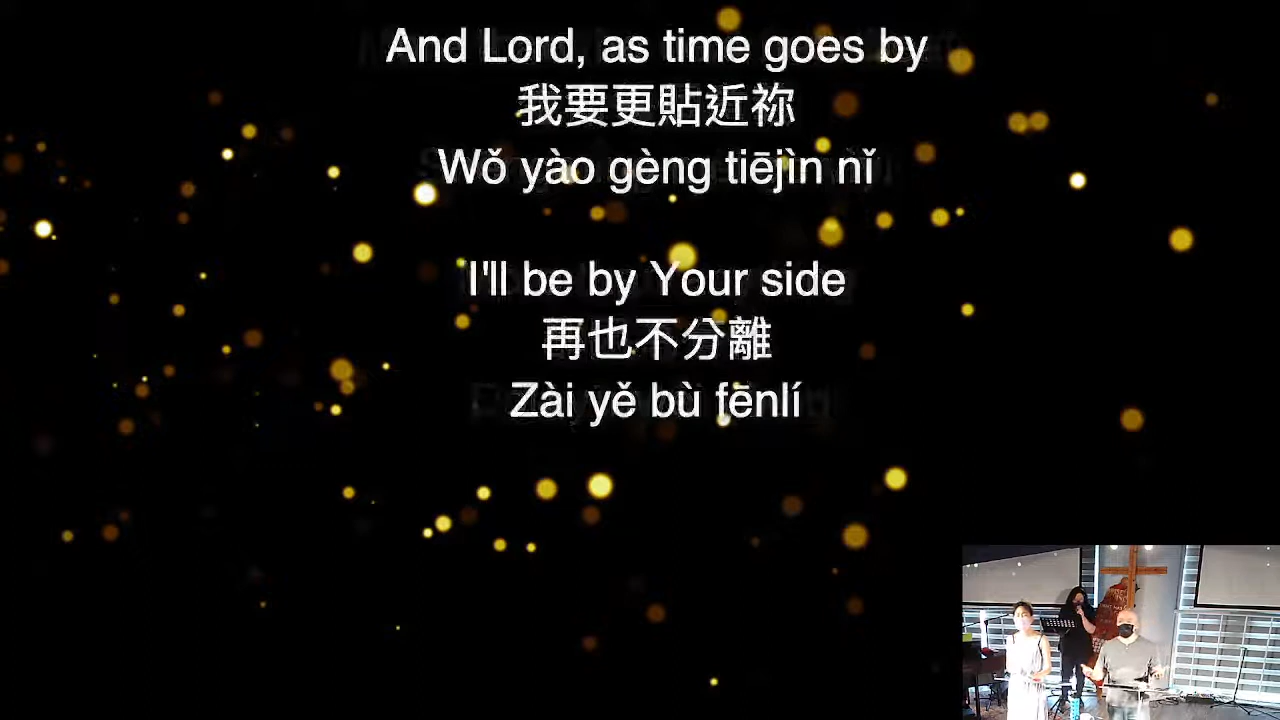 And Lord, as time goes by
我要更貼近祢
Wǒ yào gèng tiējìn nǐ
I'll be by Your side
再也不分離
Zài yě bù fēnlí